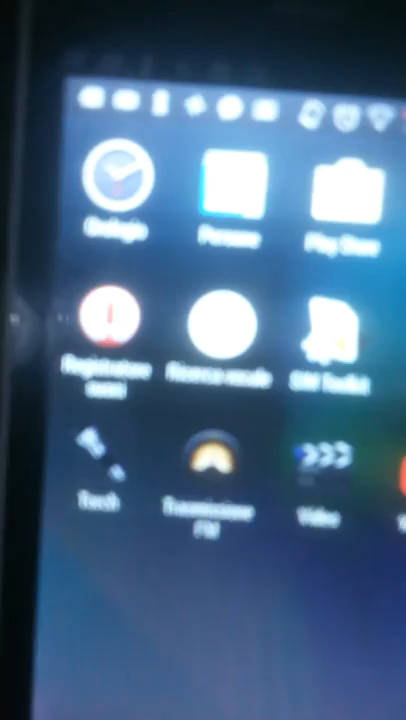 Orologio
Persone
Play Store
Registratore
suoni
Ricerca vocale
SIM Toolkit
Torch
Trasmissione
FM
Video